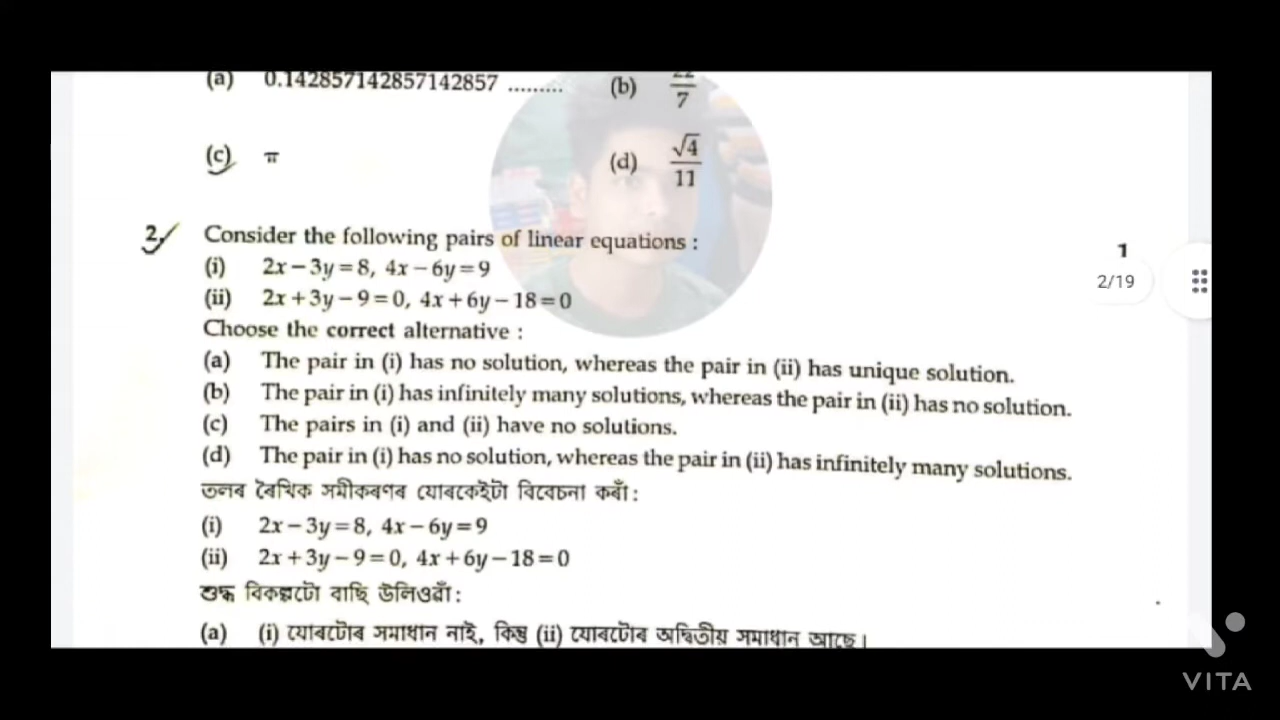 (a) 0.142857142857142857 ......... (b) 22/7
(c) π (d) √4/11
2. Consider the following pairs of linear equations :
1
(i) 2x – 3y = 8, 4x – 6y = 9
2/19
(ii) 2x + 3y – 9 = 0, 4x + 6y – 18 = 0
Choose the correct alternative :
(a) The pair in (i) has no solution, whereas the pair in (ii) has unique solution.
(b) The pair in (i) has infinitely many solutions, whereas the pair in (ii) has no solution.
(c) The pairs in (i) and (ii) have no solutions.
(d) The pair in (i) has no solution, whereas the pair in (ii) has infinitely many solutions.
তলৰ ৰৈখিক সমীকৰণৰ যোৰকেইটা বিবেচনা কৰাঁ :
(i) 2x – 3y = 8, 4x – 6y = 9
(ii) 2x + 3y – 9 = 0, 4x + 6y – 18 = 0
শুদ্ধ বিকল্পটো বাছি উলিওৱাঁ :
(a) (i) যোৰটোৰ সমাধান নাই, কিন্তু (ii) যোৰটোৰ অদ্বিতীয় সমাধান আছে।
VITA